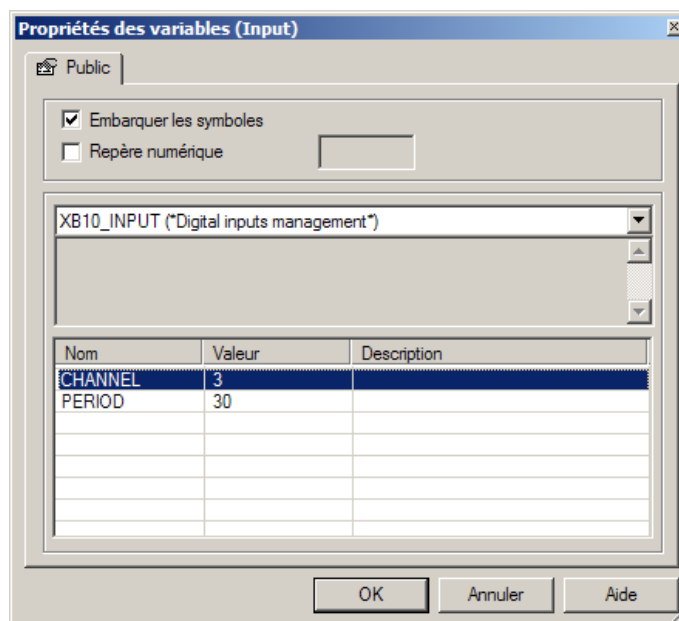 Propriétés des variables (Input)
Public
Embarquer les symboles
Repère numérique
XB10_INPUT (*Digital inputs management*)
Nom Valeur Description
CHANNEL 3
PERIOD 30
OK Annuler Aide